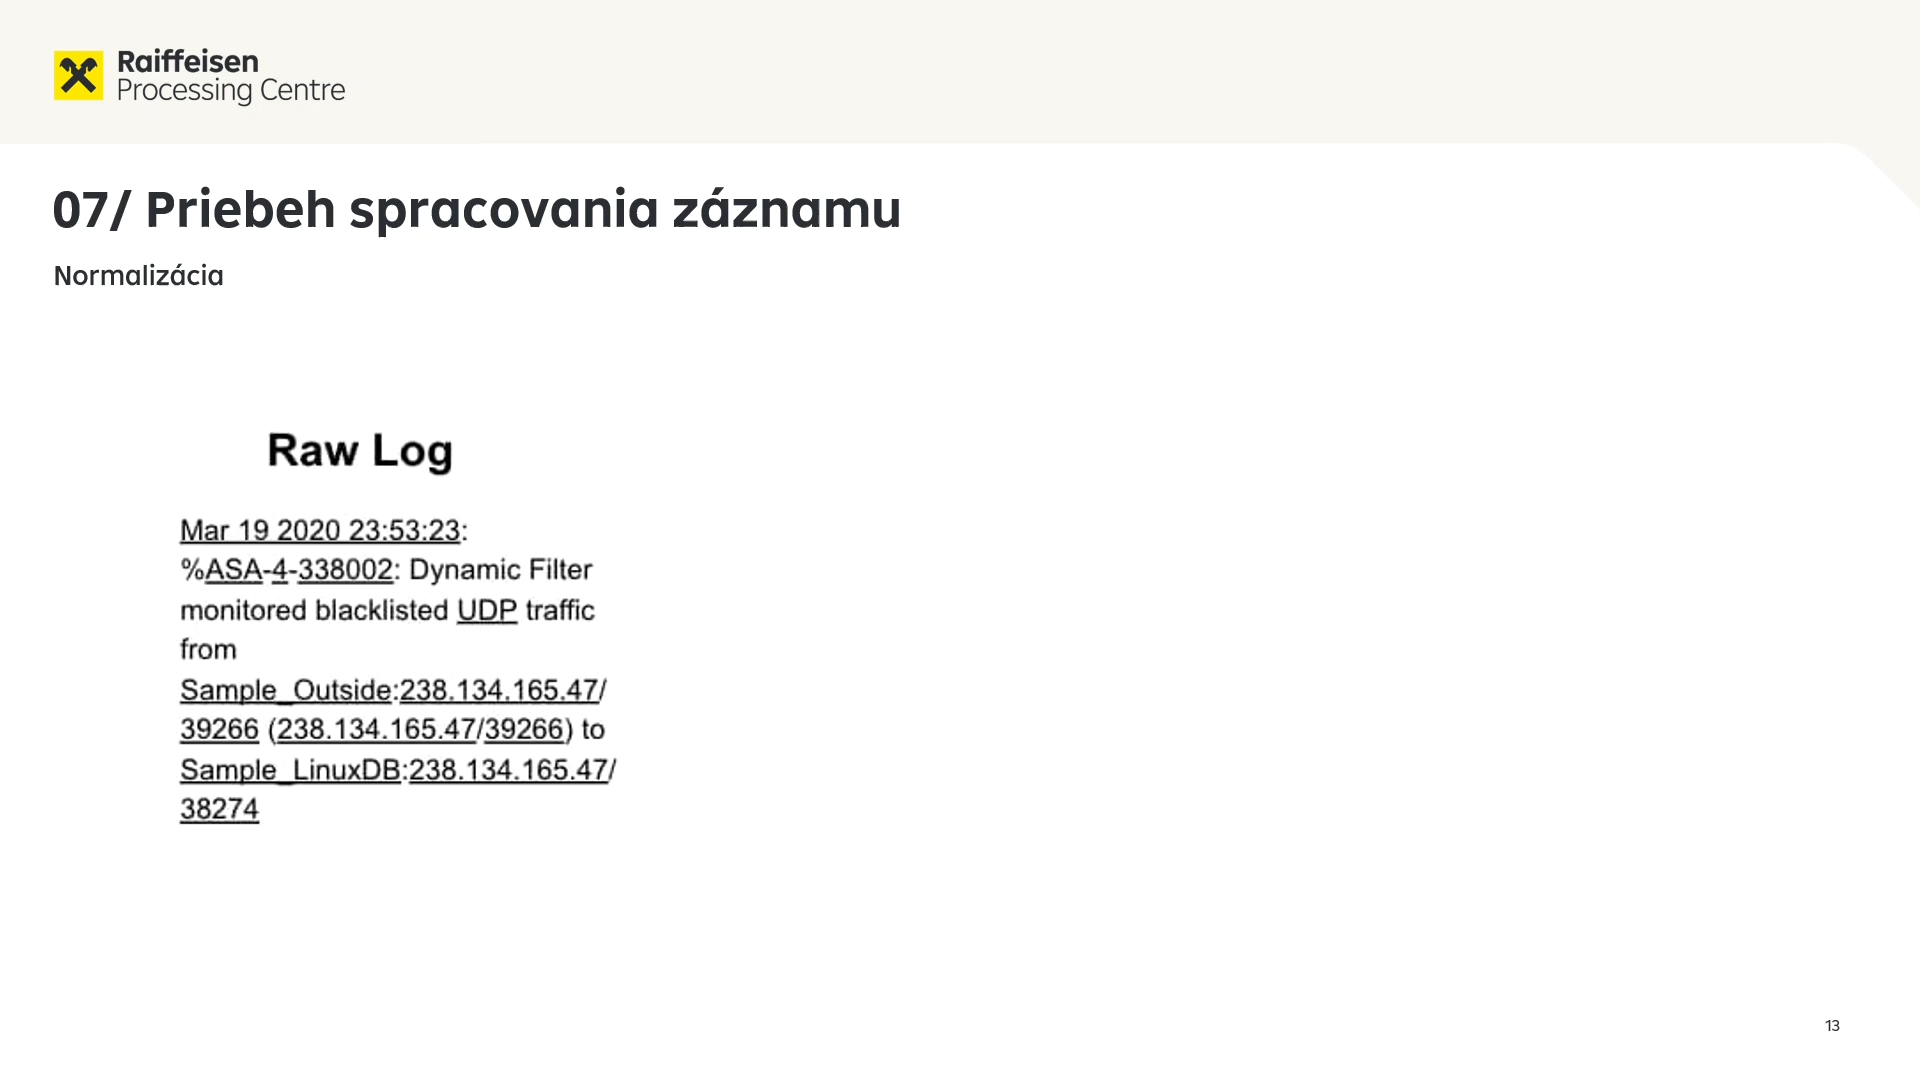 Raiffeisen
Processing Centre
07/ Priebeh spracovania záznamu
Normalizácia
Raw Log
Mar 19 2020 23:53:23:
%ASA-4-338002: Dynamic Filter
monitored blacklisted UDP traffic
from
Sample_Outside:238.134.165.47/
39266 (238.134.165.47/39266) to
Sample_LinuxDB:238.134.165.47/
38274
13